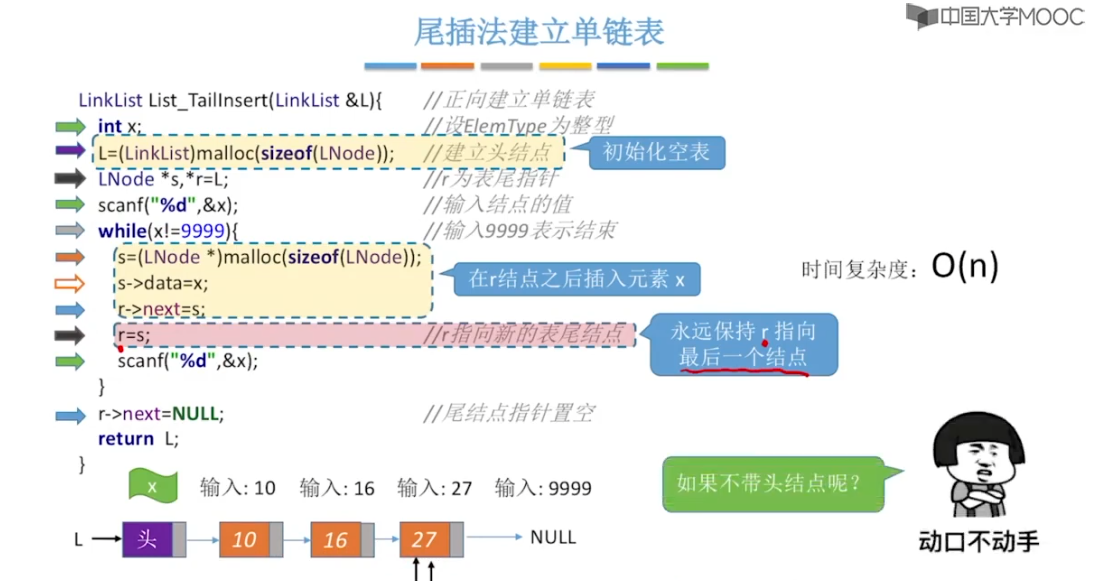 中国大学MOOC
尾插法建立单链表
LinkList List_TailInsert(LinkList &L){ //正向建立单链表
int x; //设ElemType为整型
L=(LinkList)malloc(sizeof(LNode)); //建立头结点
初始化空表
LNode *s,*r=L; //r为表尾指针
scanf("%d",&x); //输入结点的值
while(x!=9999){ //输入9999表示结束
s=(LNode *)malloc(sizeof(LNode));
s->data=x;
r->next=s;
在r结点之后插入元素 x
时间复杂度：O(n)
r=s; //r指向新的表尾结点
永远保持 r 指向
最后一个结点
scanf("%d",&x);
}
r->next=NULL; //尾结点指针置空
return L;
}
x
输入: 10 输入: 16 输入: 27 输入: 9999
如果不带头结点呢？
L 头 10 16 27 NULL
动口不动手